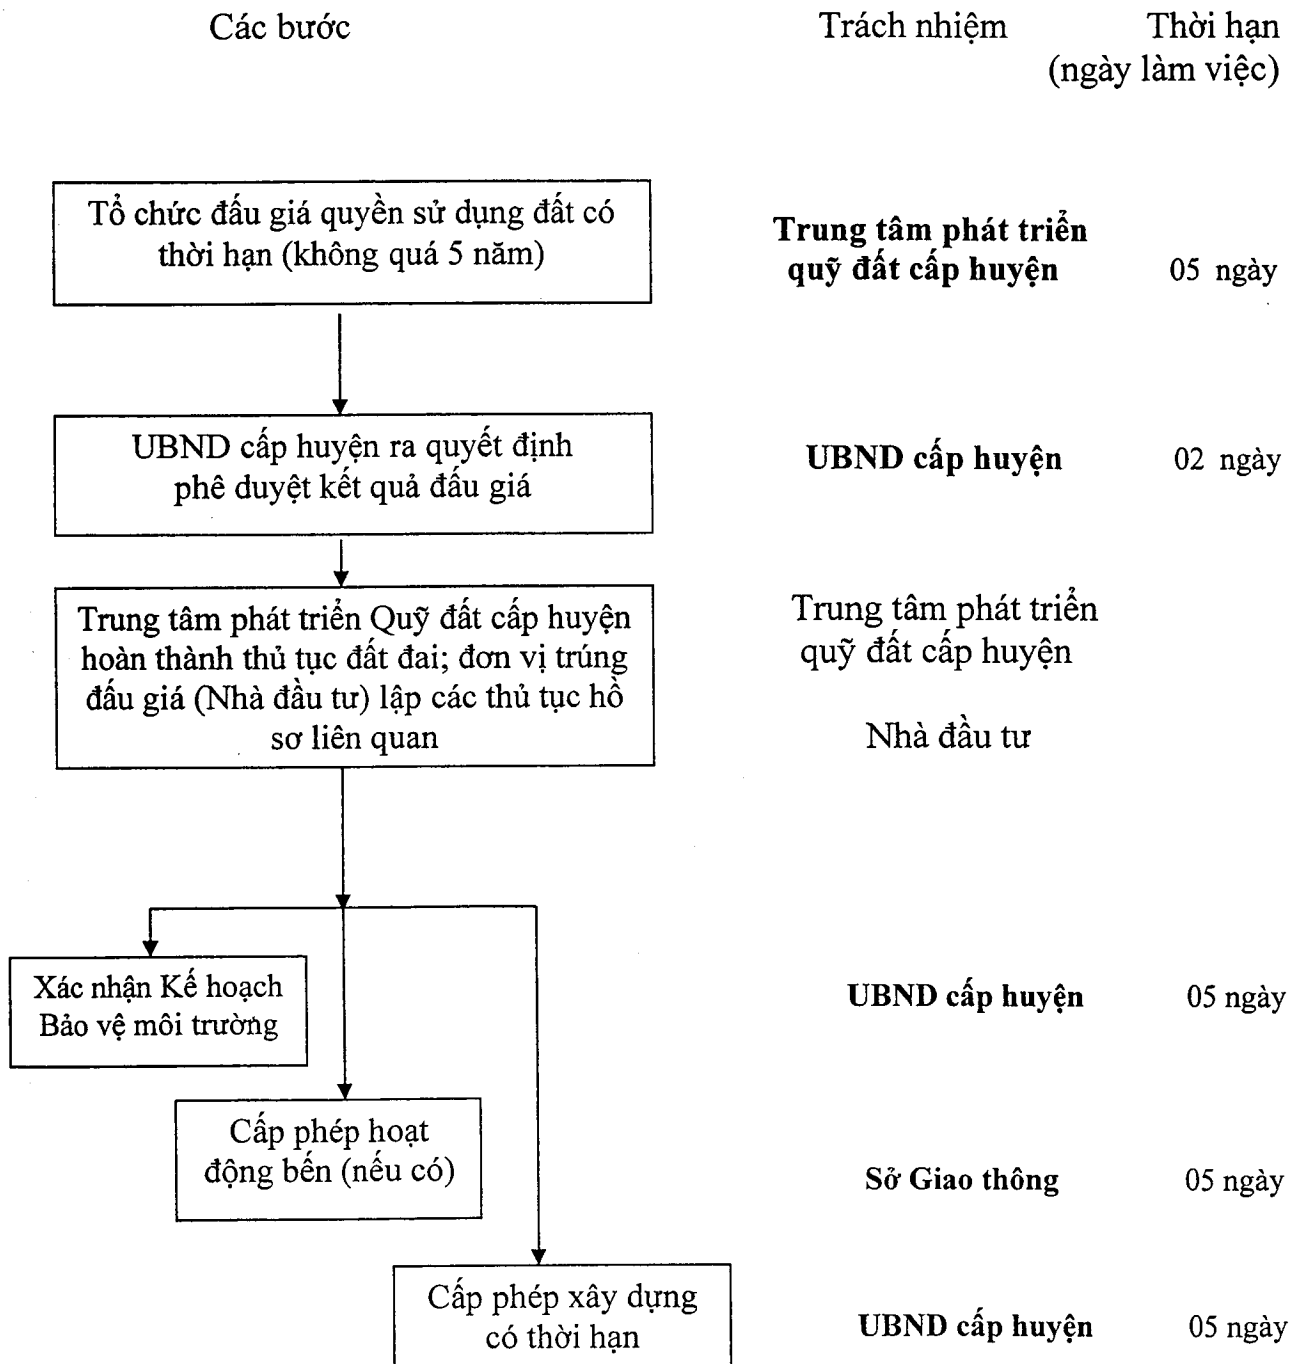 Các bước
Trách nhiệm
Thời hạn
(ngày làm việc)
Tổ chức đấu giá quyền sử dụng đất có
thời hạn (không quá 5 năm)
Trung tâm phát triển
quỹ đất cấp huyện
05 ngày
UBND cấp huyện ra quyết định
phê duyệt kết quả đấu giá
UBND cấp huyện
02 ngày
Trung tâm phát triển Quỹ đất cấp huyện
hoàn thành thủ tục đất đai; đơn vị trúng
đấu giá (Nhà đầu tư) lập các thủ tục hồ
sơ liên quan
Trung tâm phát triển
quỹ đất cấp huyện
Nhà đầu tư
Xác nhận Kế hoạch
Bảo vệ môi trường
UBND cấp huyện
05 ngày
Cấp phép hoạt
động bến (nếu có)
Sở Giao thông
05 ngày
Cấp phép xây dựng
có thời hạn
UBND cấp huyện
05 ngày